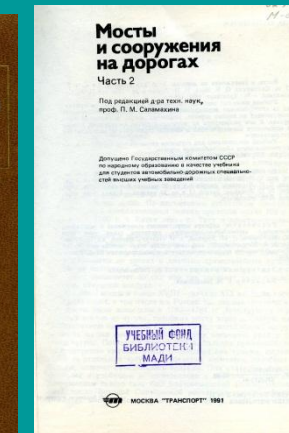 Мосты
и сооружения
на дорогах
Часть 2
Под редакцией д-ра техн. наук,
проф. П. М. Саламахина
Допущено Государственным комитетом СССР
по народному образованию в качестве учебника
для студентов автомобильно-дорожных специально-
стей высших учебных заведений
УЧЕБНЫЙ ФОНД
БИБЛИОТЕКИ
МАДИ
МОСКВА "ТРАНСПОРТ" 1991